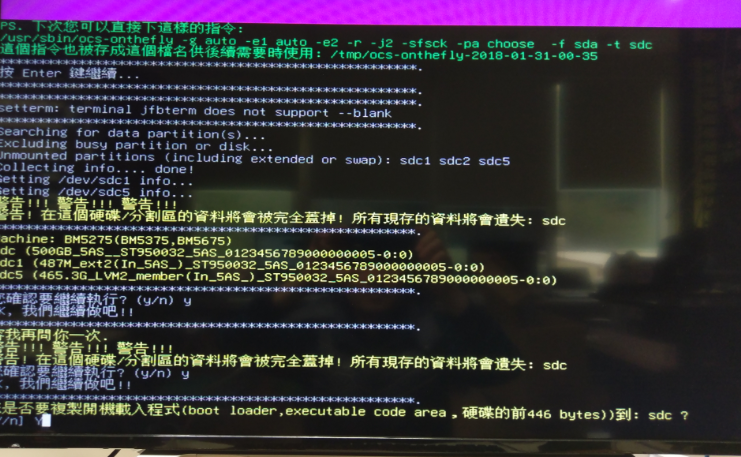 PS. 下次您可以直接下這樣的指令:
/usr/sbin/ocs-onthefly -g auto -e1 auto -e2 -r -j2 -sfsck -pa choose -f sda -t sdc
這個指令也被存成這個檔名供後續需要時使用: /tmp/ocs-onthefly-2018-01-31-00-35
*****************************************************.
按 Enter 鍵繼續...
*****************************************************.
*****************************************************.
setterm: terminal jfbterm does not support --blank
*****************************************************.
Searching for data partition(s)...
Excluding busy partition or disk...
Unmounted partitions (including extended or swap): sdc1 sdc2 sdc5
Collecting info.... done!
Getting /dev/sdc1 info...
Getting /dev/sdc5 info...
警告!!! 警告!!! 警告!!!
警告! 在這個硬碟/分割區的資料將會被完全蓋掉! 所有現存的資料將會遺失: sdc
*****************************************************.
achine: BM5275(BM5375,BM5675)
dc (500GB_5AS__ST950032_5AS_0123456789000000005-0:0)
dc1 (487M_ext2(In_5AS_)_ST950032_5AS_0123456789000000005-0:0)
dc5 (465.3G_LVM2_member(In_5AS_)_ST950032_5AS_0123456789000000005-0:0)
*****************************************************.
您確認要繼續執行? (y/n) y
K, 我們繼續做吧!!
*****************************************************.
我再問你一次.
警告!!! 警告!!! 警告!!!
警告! 在這個硬碟/分割區的資料將會被完全蓋掉! 所有現存的資料將會遺失: sdc
您確認要繼續執行? (y/n) y
K, 我們繼續做吧!!
*****************************************************.
是否要複製開機載入程式(boot loader,executable code area，硬碟的前446 bytes))到: sdc ?
/n] Y